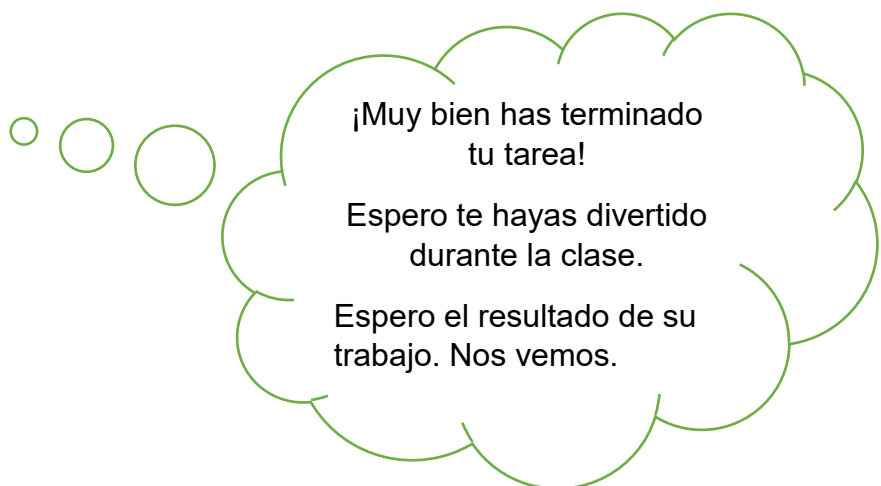 ¡Muy bien has terminado
tu tarea!
Espero te hayas divertido
durante la clase.
Espero el resultado de su
trabajo. Nos vemos.